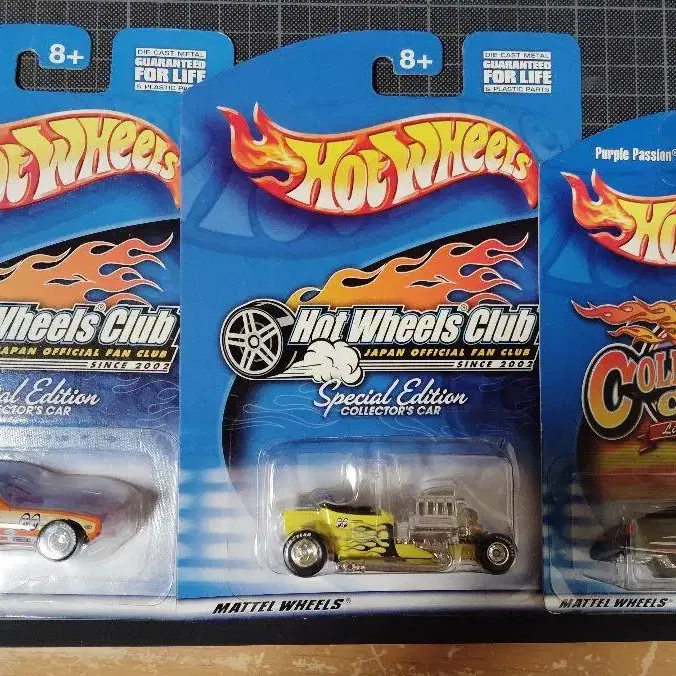 8+
DIE-CAST METAL
GUARANTEED
FOR LIFE
& PLASTIC PARTS
HOT WHEELS
Wheels Club
JAPAN OFFICIAL FAN CLUB
SINCE 2002
Edition
COLLECTOR'S CAR
8+
DIE-CAST METAL
GUARANTEED
FOR LIFE
& PLASTIC PARTS
HOT WHEELS
Hot Wheels® Club
JAPAN OFFICIAL FAN CLUB
SINCE 2002
Special Edition
COLLECTOR'S CAR
MATTEL WHEELS®
Purple Passion®
MATTEL WHEELS®